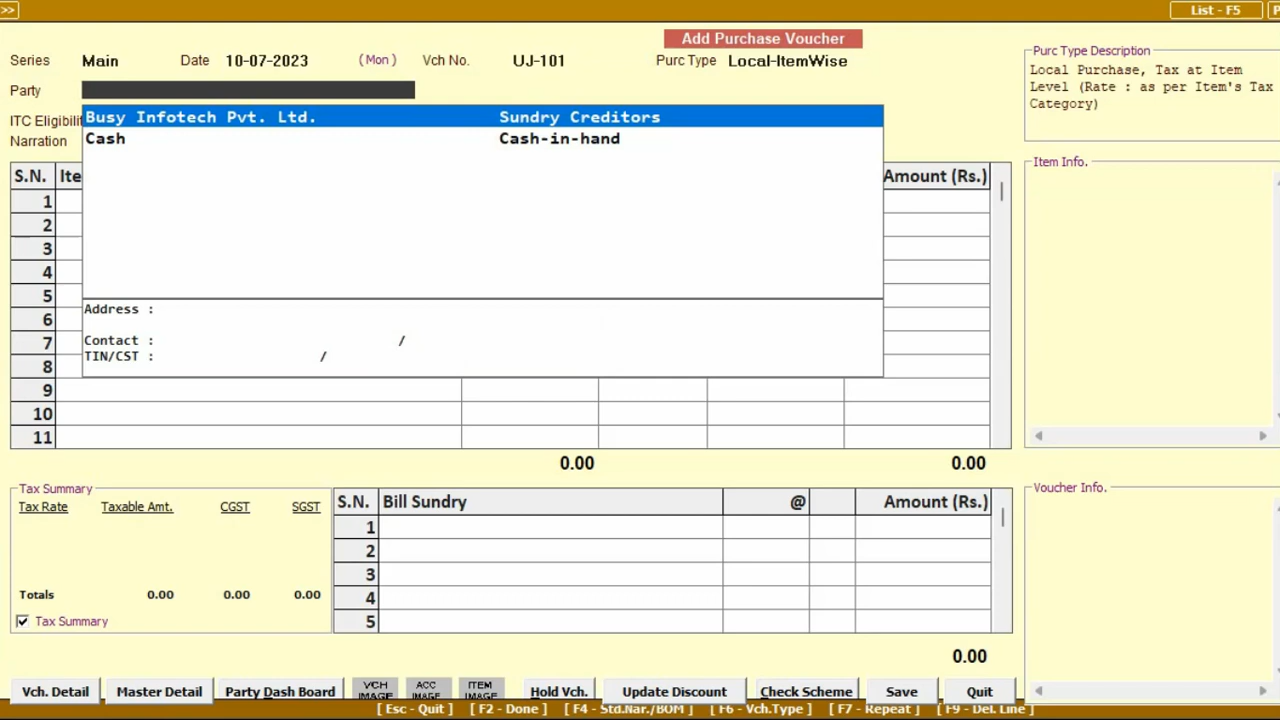 >> List - F5 P
Add Purchase Voucher
Series Main Date 10-07-2023 (Mon) Vch No. UJ-101 Purc Type Local-ItemWise
Party
ITC Eligibilit
Narration
Busy Infotech Pvt. Ltd. Sundry Creditors
Cash Cash-in-hand
Address :
Contact : /
TIN/CST : /
S.N. Ite Amount (Rs.)
1
2
3
4
5
6
7
8
9
10
11
0.00 0.00
Purc Type Description
Local Purchase, Tax at Item
Level (Rate : as per Item's Tax
Category)
Item Info.
Tax Summary
Tax Rate Taxable Amt. CGST SGST
Totals 0.00 0.00 0.00
Tax Summary
S.N. Bill Sundry @ Amount (Rs.)
1
2
3
4
5
0.00
Voucher Info.
Vch. Detail Master Detail Party Dash Board VCH IMAGE ACC IMAGE ITEM IMAGE Hold Vch. Update Discount Check Scheme Save Quit
[ Esc - Quit ] [ F2 - Done ] [ F4 - Std.Nar./BOM ] [ F6 - Vch.Type ] [ F7 - Repeat ] [ F9 - Del. Line ]